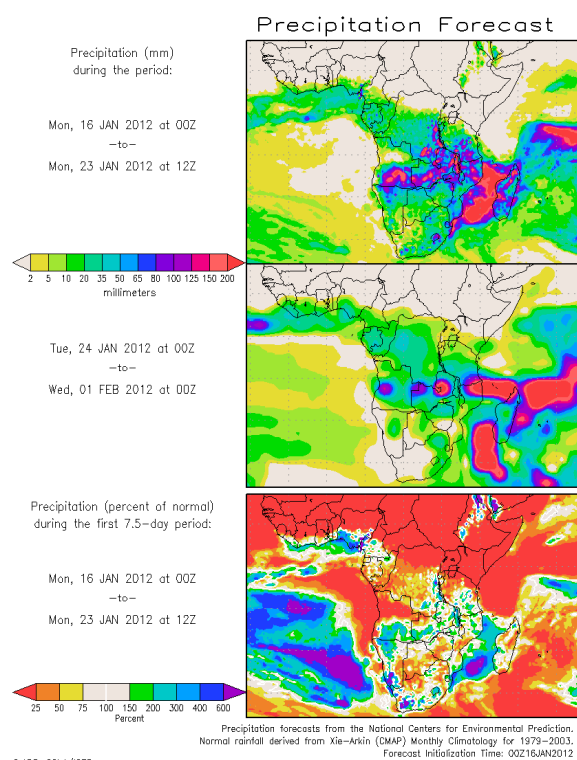 Precipitation Forecast
Precipitation (mm)
during the period:
Mon, 16 JAN 2012 at 00Z
-to-
Mon, 23 JAN 2012 at 12Z
2 5 10 20 35 50 65 80 100 125 150 200
millimeters
Tue, 24 JAN 2012 at 00Z
-to-
Wed, 01 FEB 2012 at 00Z
Precipitation (percent of normal)
during the first 7.5-day period:
Mon, 16 JAN 2012 at 00Z
-to-
Mon, 23 JAN 2012 at 12Z
25 50 75 100 100 150 200 300 400 600
Percent
Precipitation forecasts from the National Centers for Environmental Prediction.
Normal rainfall derived from Xie-Arkin (CMAP) Monthly Climatology for 1979-2003.
Forecast Initialization Time: 00Z16JAN2012